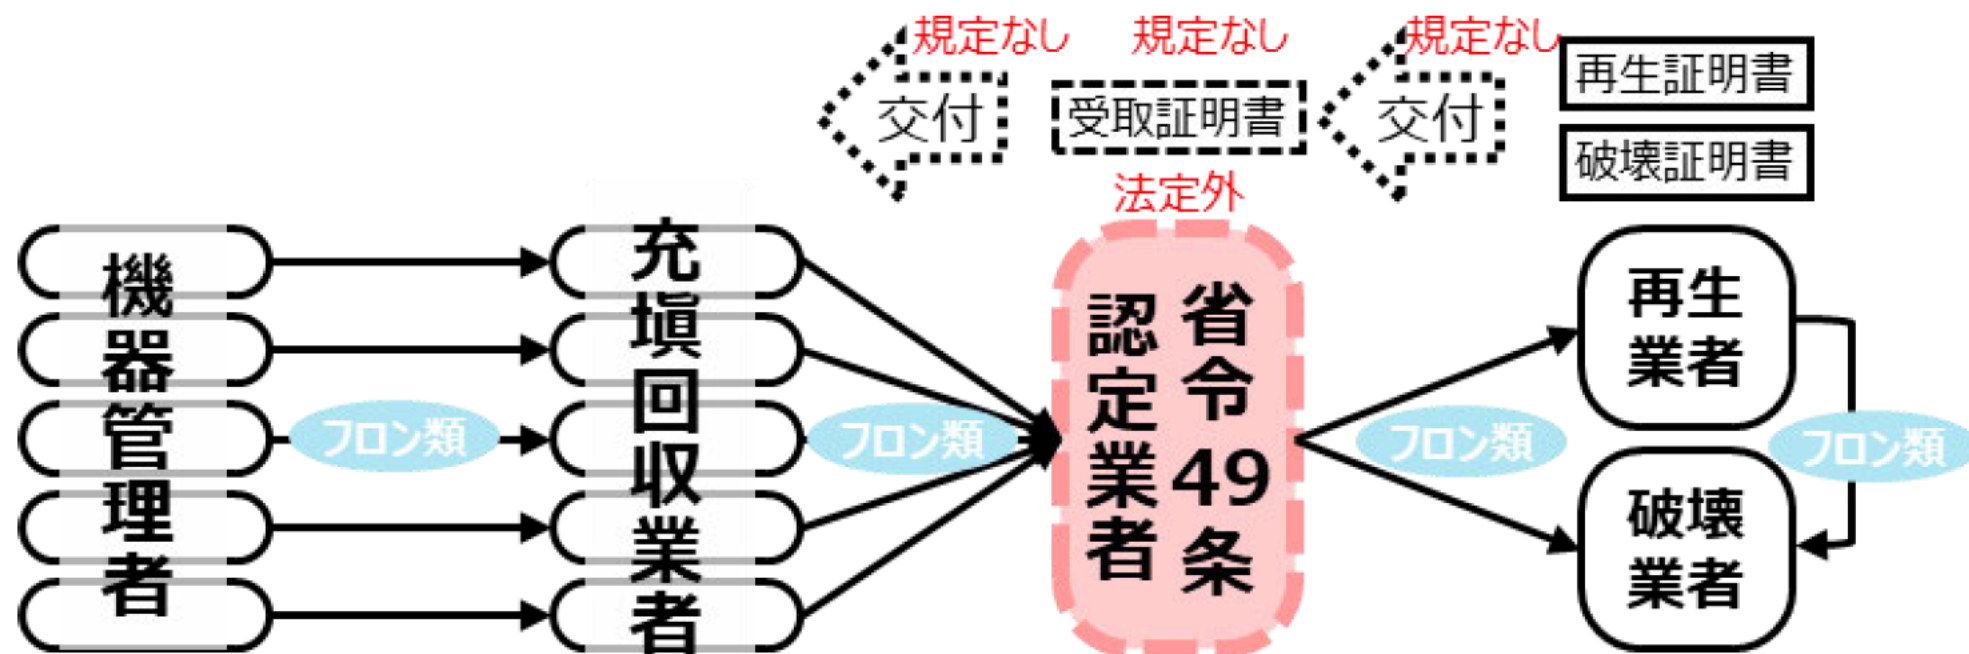 規定なし
規定なし
規定なし
交付
受取証明書
交付
再生証明書
破壊証明書
法定外
機器管理者
フロン類
充塡回収業者
フロン類
省令49条
認定業者
フロン類
再生
業者
フロン類
破壊
業者